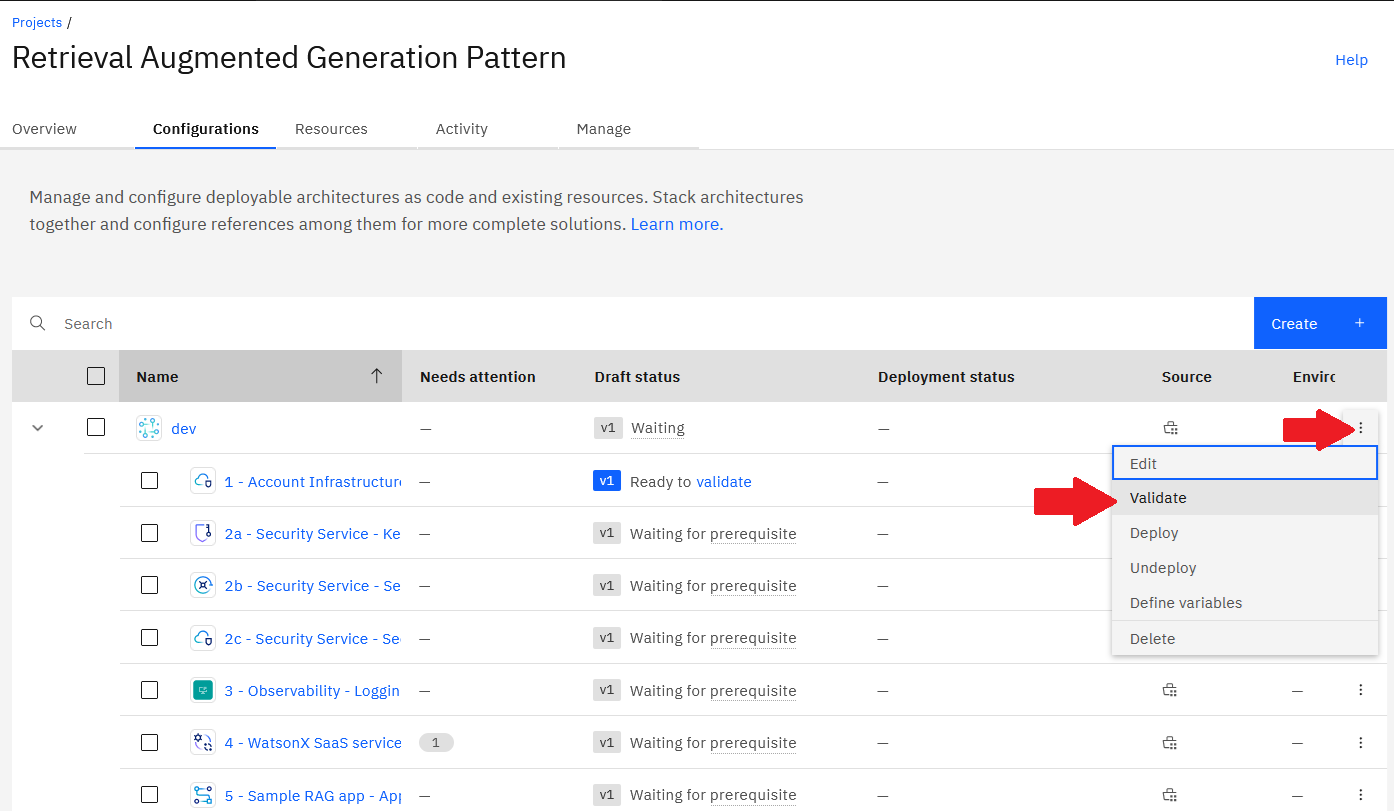 Projects /
Retrieval Augmented Generation Pattern
Help
Overview Configurations Resources Activity Manage
Manage and configure deployable architectures as code and existing resources. Stack architectures
together and configure references among them for more complete solutions. Learn more.
Search
Create +
Name Needs attention Draft status Deployment status Source
dev — v1 Waiting —
Edit
1 - Account Infrastructure — v1 Ready to validate —
Validate
2a - Security Service - Ke — v1 Waiting for prerequisite —
Deploy
Undeploy
2b - Security Service - Se — v1 Waiting for prerequisite —
Define variables
2c - Security Service - Se — v1 Waiting for prerequisite —
Delete
3 - Observability - Loggin — v1 Waiting for prerequisite — —
4 - WatsonX SaaS service 1 v1 Waiting for prerequisite — —
5 - Sample RAG app - App — v1 Waiting for prerequisite — —